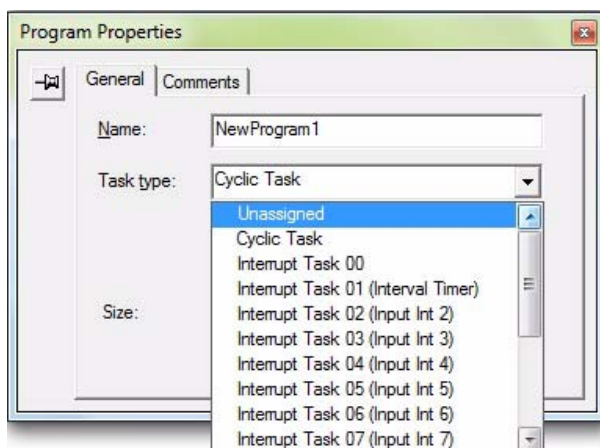 Program Properties
General
Comments
Name:
NewProgram1
Task type:
Cyclic Task
Unassigned
Cyclic Task
Interrupt Task 00
Interrupt Task 01 (Interval Timer)
Interrupt Task 02 (Input Int 2)
Size:
Interrupt Task 03 (Input Int 3)
Interrupt Task 04 (Input Int 4)
Interrupt Task 05 (Input Int 5)
Interrupt Task 06 (Input Int 6)
Interrupt Task 07 (Input Int 7)